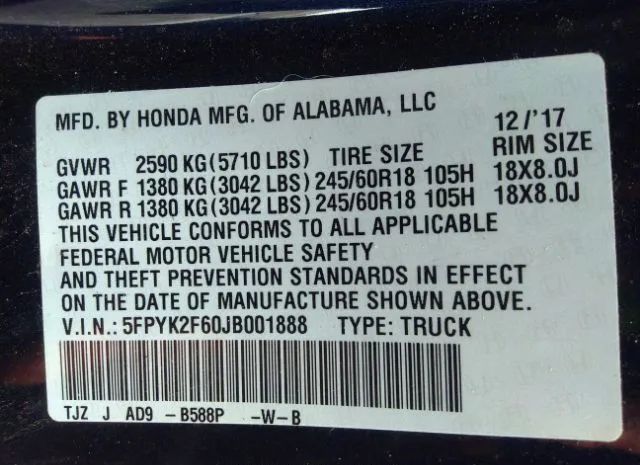 MFD. BY HONDA MFG. OF ALABAMA, LLC 12/'17
GVWR 2590 KG(5710 LBS) TIRE SIZE RIM SIZE
GAWR F 1380 KG(3042 LBS) 245/60R18 105H 18X8.0J
GAWR R 1380 KG(3042 LBS) 245/60R18 105H 18X8.0J
THIS VEHICLE CONFORMS TO ALL APPLICABLE
FEDERAL MOTOR VEHICLE SAFETY
AND THEFT PREVENTION STANDARDS IN EFFECT
ON THE DATE OF MANUFACTURE SHOWN ABOVE.
V.I.N.: 5FPYK2F60JB001888 TYPE: TRUCK
TJZ J AD9 -B588P -W-B